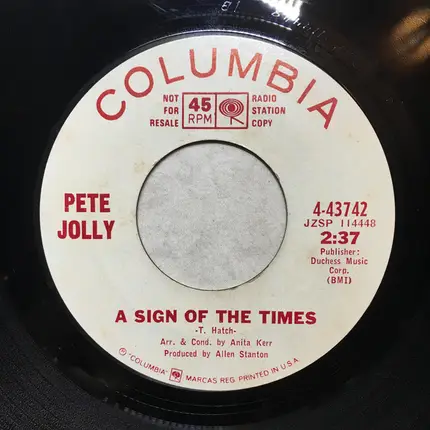 COLUMBIA
NOT FOR RESALE
45 RPM
RADIO STATION COPY
PETE JOLLY
4-43742
JZSP 114448
2:37
Publisher:
Duchess Music
Corp.
(BMI)
A SIGN OF THE TIMES
-T. Hatch-
Arr. & Cond. by Anita Kerr
Produced by Allen Stanton
"COLUMBIA" MARCAS REG. PRINTED IN U.S.A.